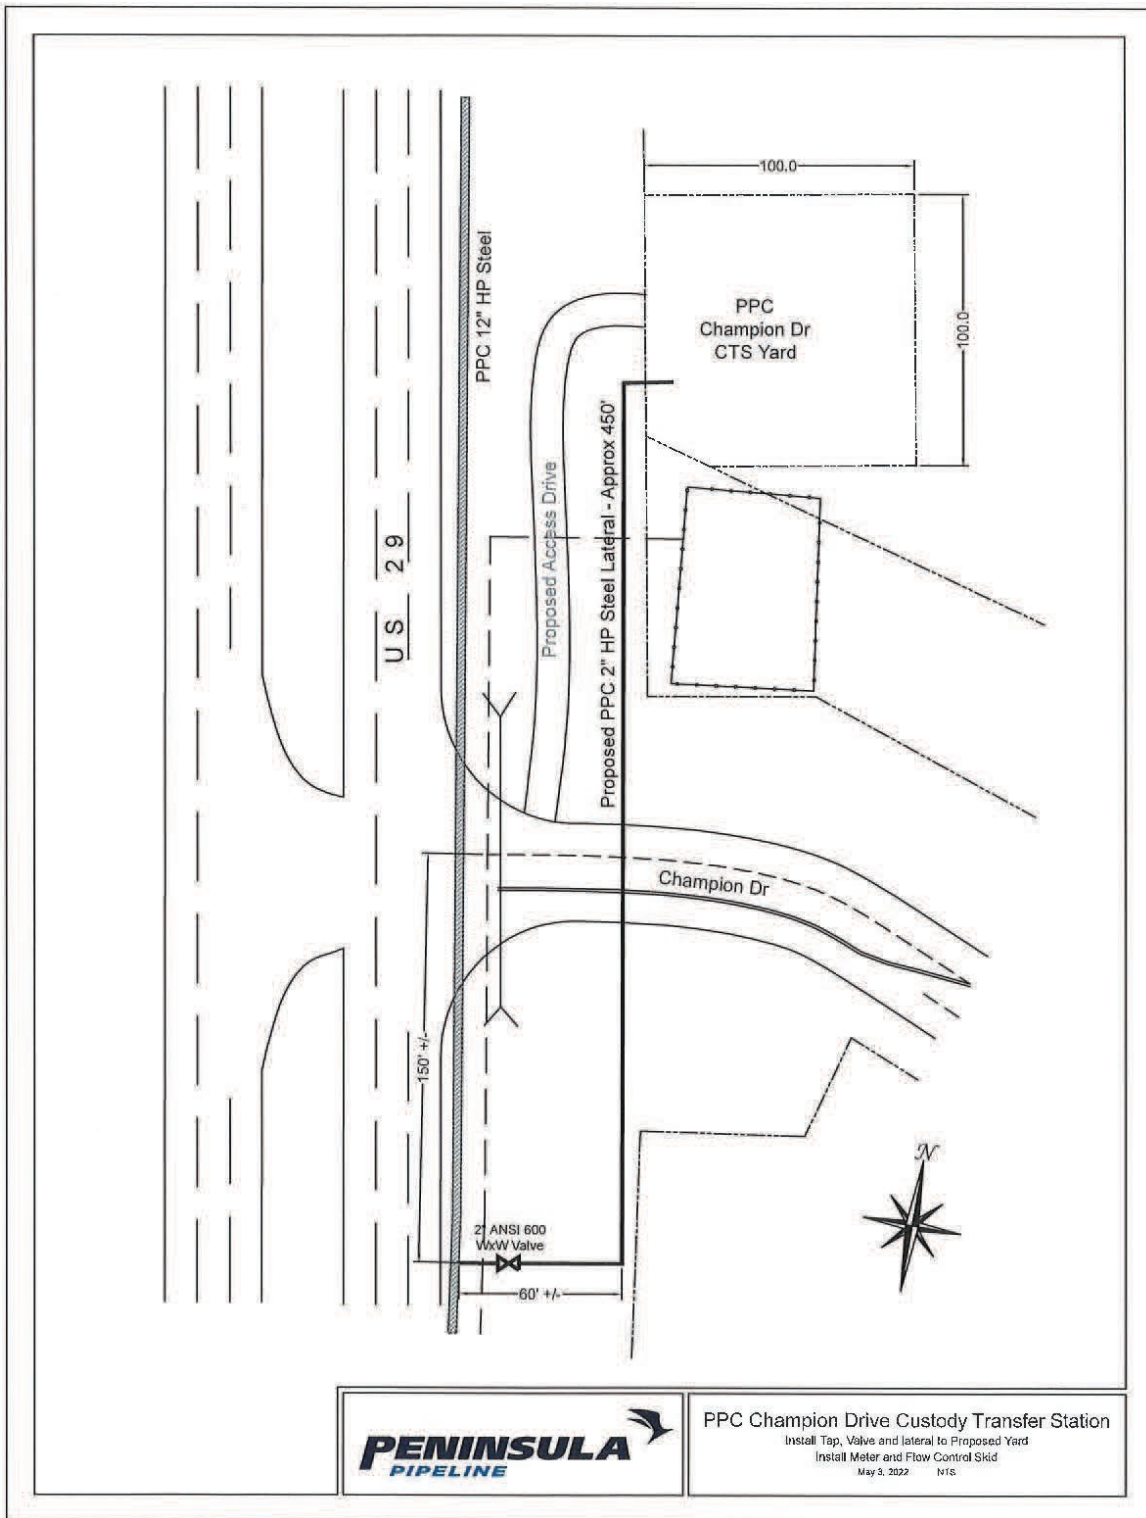 100.0
PPC 12" HP Steel
PPC
Champion Dr
CTS Yard
100.0
Proposed Access Drive
Proposed PPC 2" HP Steel Lateral - Approx 450'
US 29
Champion Dr
150' +/-
N
2" ANSI 600
WxW Valve
60' +/-
PENINSULA
PIPELINE
PPC Champion Drive Custody Transfer Station
Install Tap, Valve and lateral to Proposed Yard
Install Meter and Flow Control Skid
May 3, 2022 NTS